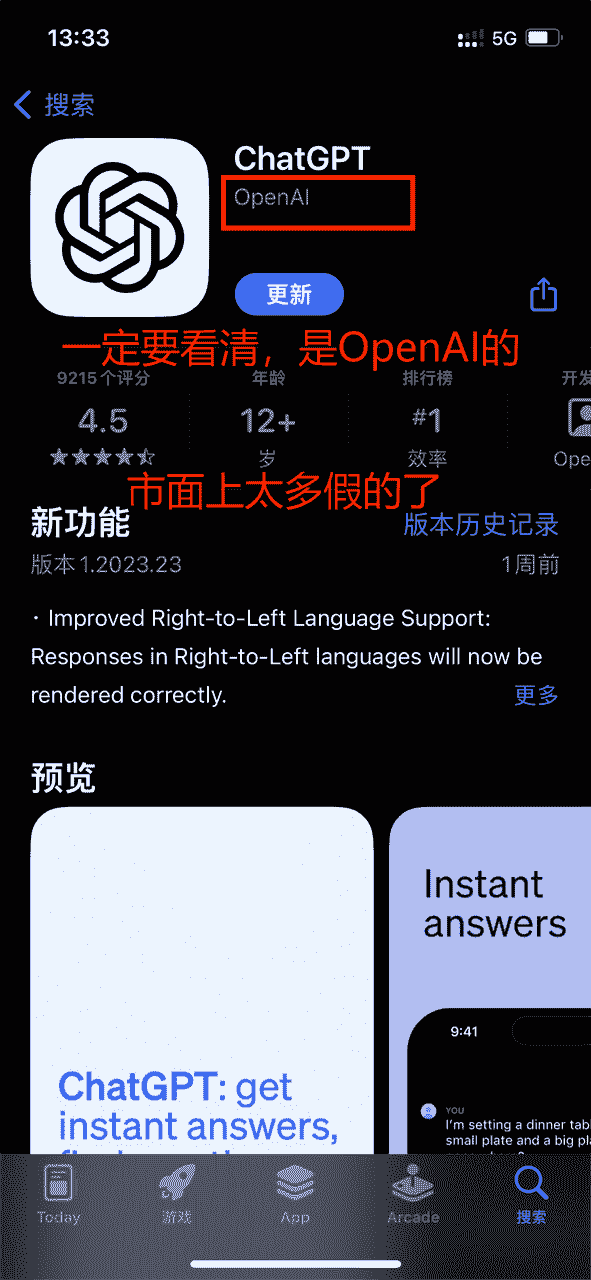 13:33
5G
搜索
ChatGPT
OpenAI
更新
一定要看清，是OpenAI的
9215个评分
年龄
排行榜
开发
4.5
12+
#1
岁
效率
Ope
市面上太多假的了
新功能
版本历史记录
版本 1.2023.23
1周前
· Improved Right-to-Left Language Support:
Responses in Right-to-Left languages will now be
rendered correctly.
更多
预览
ChatGPT: get
instant answers,
Instant
answers
9:41
YOU
I'm setting a dinner tabl
small plate and a big pla
Today
游戏
App
Arcade
搜索